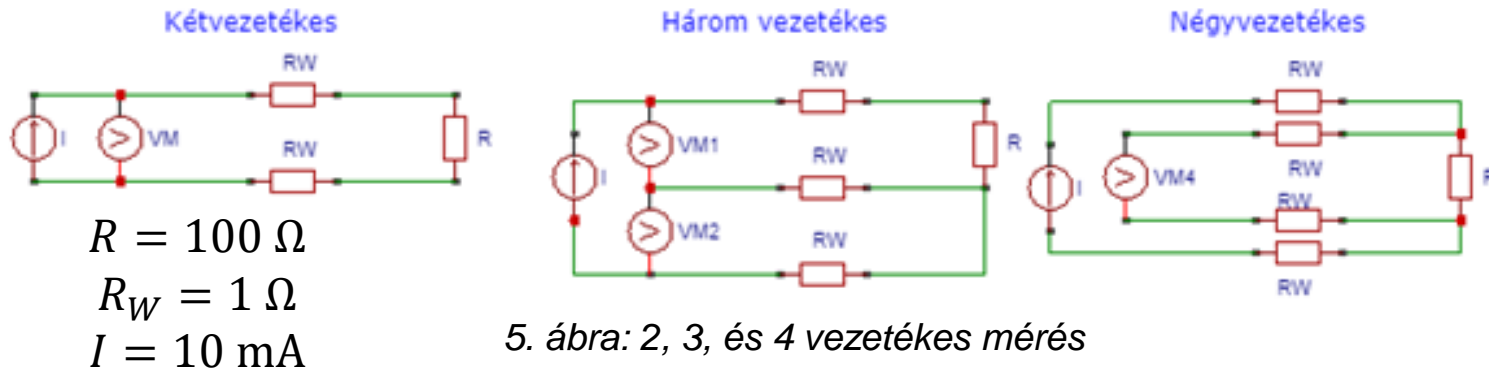 Kétvezetékes
RW
I
VM
RW
R
R = 100 Ω
R_W = 1 Ω
I = 10 mA
Három vezetékes
RW
VM1
R
I
RW
VM2
RW
Négyvezetékes
RW
RW
I
VM4
R
RW
RW
5. ábra: 2, 3, és 4 vezetékes mérés